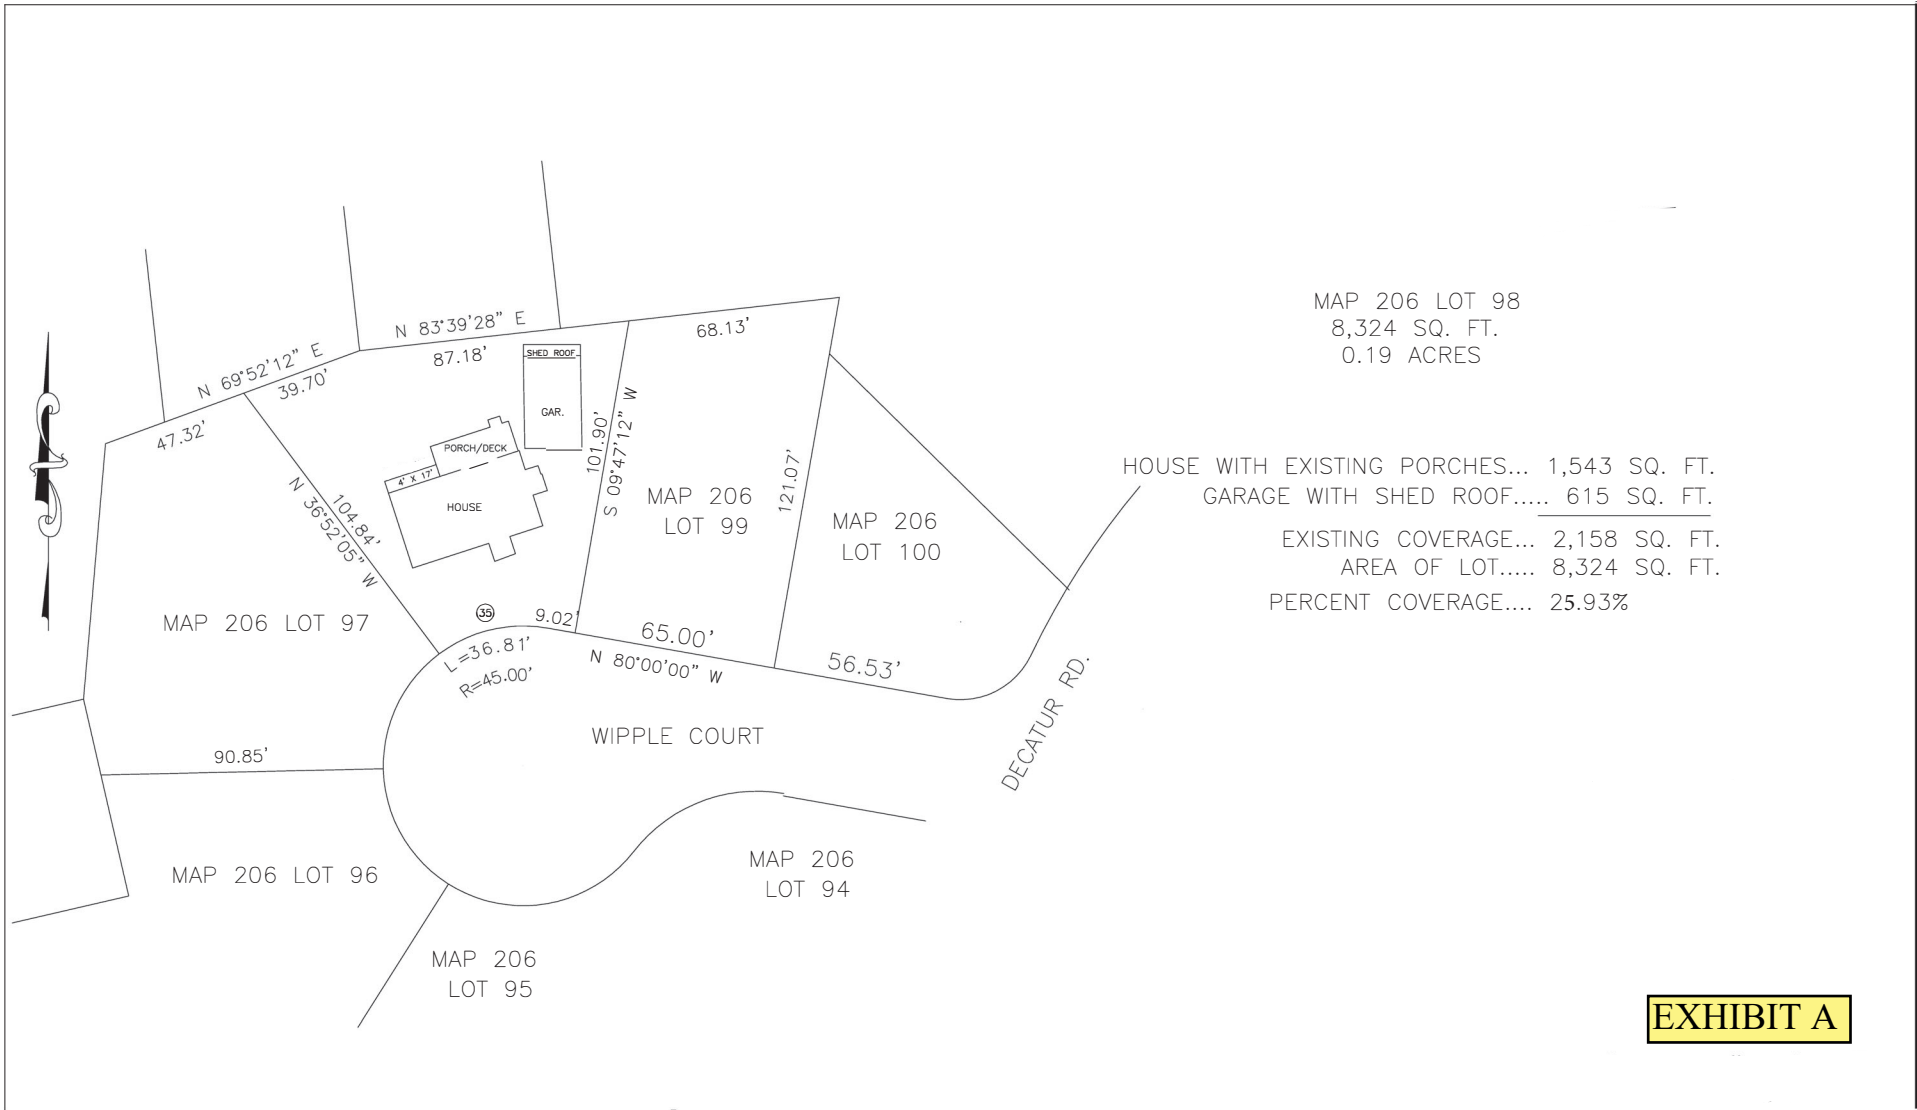 N 69°52'12" E
39.70'
47.32'
N 83°39'28" E
87.18'
68.13'
SHED ROOF
GAR.
PORCH/DECK
4' X 17'
HOUSE
101.90'
S 09°47'12" W
104.84'
N 36°52'05" W
121.07'
MAP 206
LOT 99
MAP 206
LOT 100
MAP 206 LOT 97
35
9.02'
L=36.81'
R=45.00'
65.00'
N 80°00'00" W
56.53'
WIPPLE COURT
DECATUR RD.
90.85'
MAP 206 LOT 96
MAP 206
LOT 94
MAP 206
LOT 95
MAP 206 LOT 98
8,324 SQ. FT.
0.19 ACRES
HOUSE WITH EXISTING PORCHES... 1,543 SQ. FT.
GARAGE WITH SHED ROOF..... 615 SQ. FT.
EXISTING COVERAGE... 2,158 SQ. FT.
AREA OF LOT..... 8,324 SQ. FT.
PERCENT COVERAGE.... 25.93%
EXHIBIT A